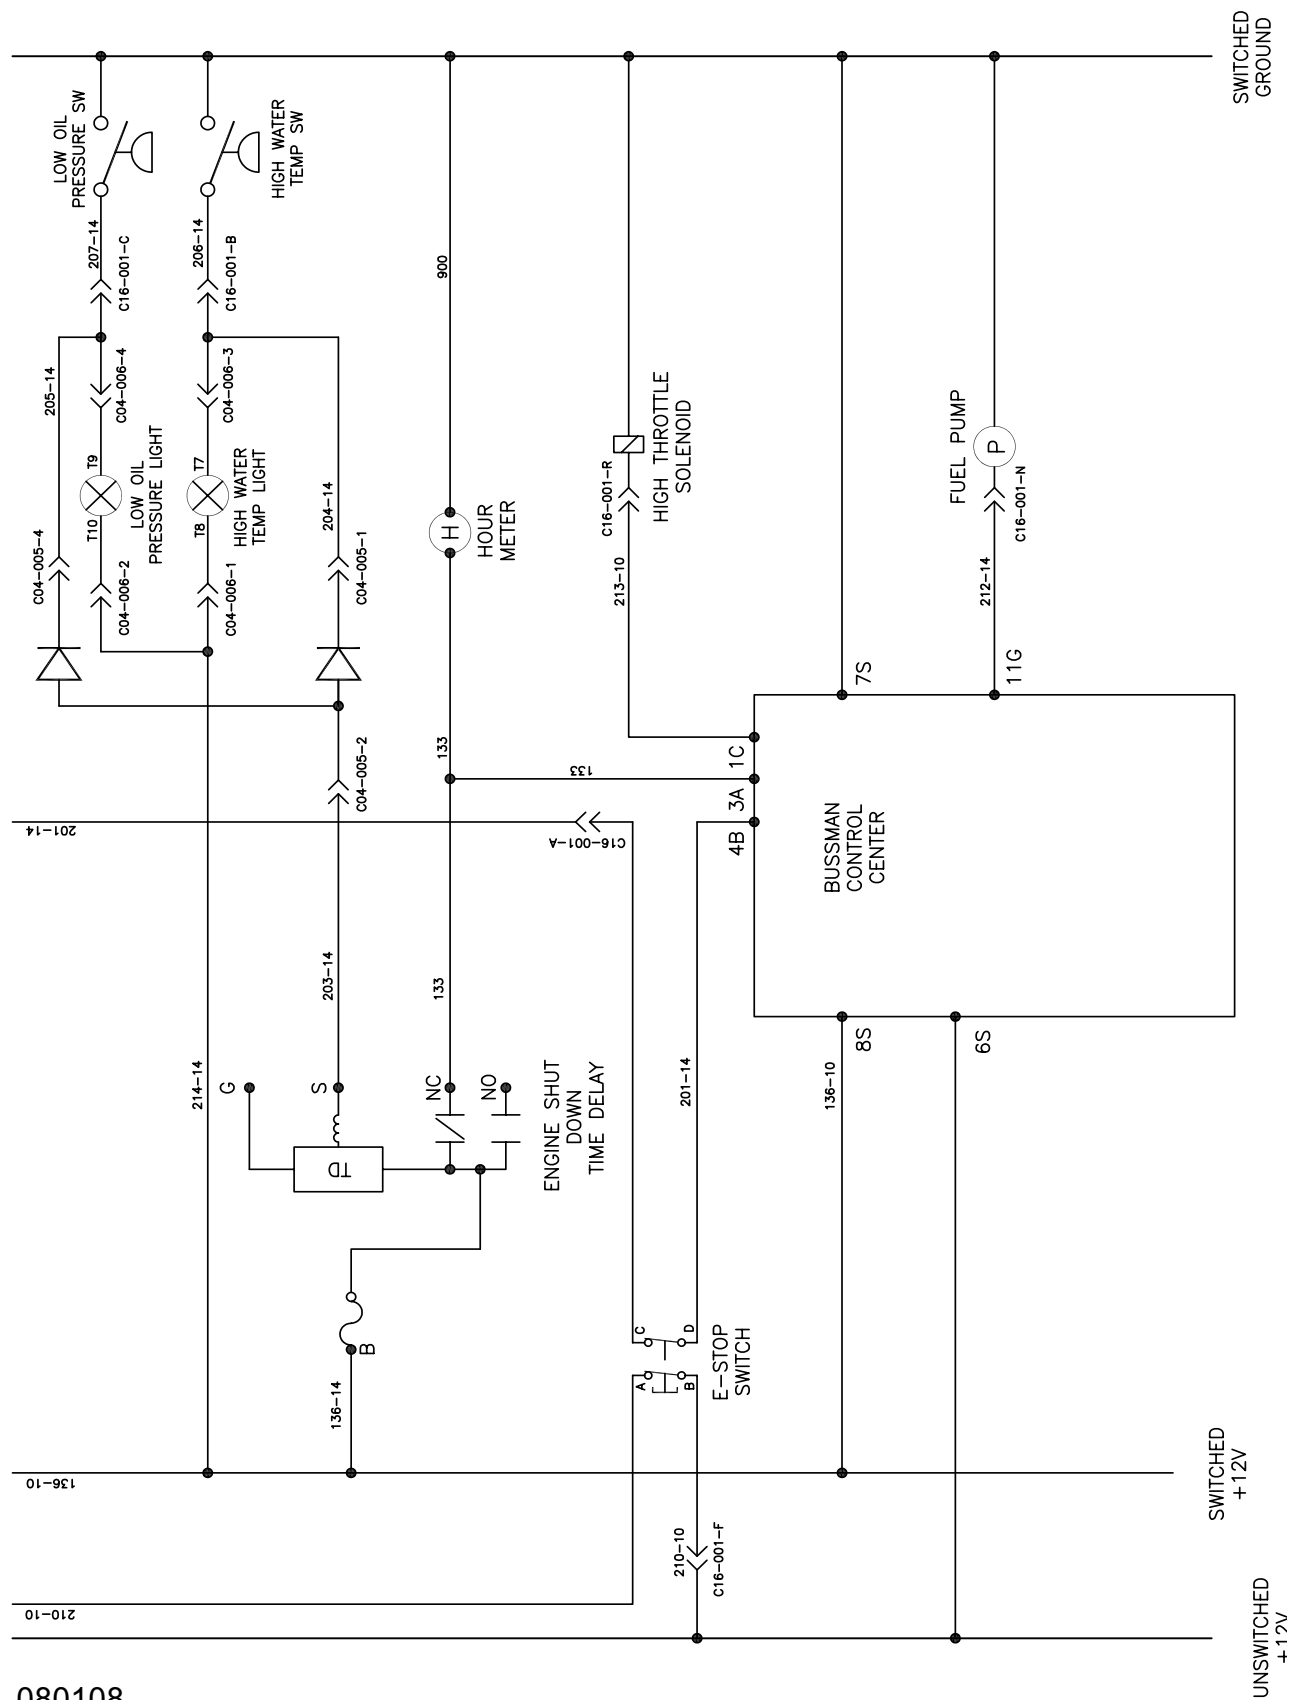 SWITCHED
GROUND
LOW OIL
PRESSURE SW
HIGH WATER
TEMP SW
207-14
C16-001-C
206-14
C16-001-B
900
205-14
C04-006-4
C04-006-3
T9
T10
LOW OIL
PRESSURE LIGHT
T7
T8
HIGH WATER
TEMP LIGHT
204-14
C04-005-4
C04-006-2
C04-006-1
C04-005-1
H
HOUR
METER
C16-001-R
HIGH THROTTLE
SOLENOID
213-10
FUEL PUMP
P
C16-001-N
212-14
7S
11G
1C
3A
4B
133
133
C04-005-2
201-14
C16-001-A
BUSSMAN
CONTROL
CENTER
203-14
133
214-14
G
S
NC
NO
TD
ENGINE SHUT
DOWN
TIME DELAY
201-14
136-10
8S
6S
B
136-14
C
D
A
B
E-STOP
SWITCH
136-10
SWITCHED
+12V
210-10
C16-001-F
210-10
UNSWITCHED
+12V
080108